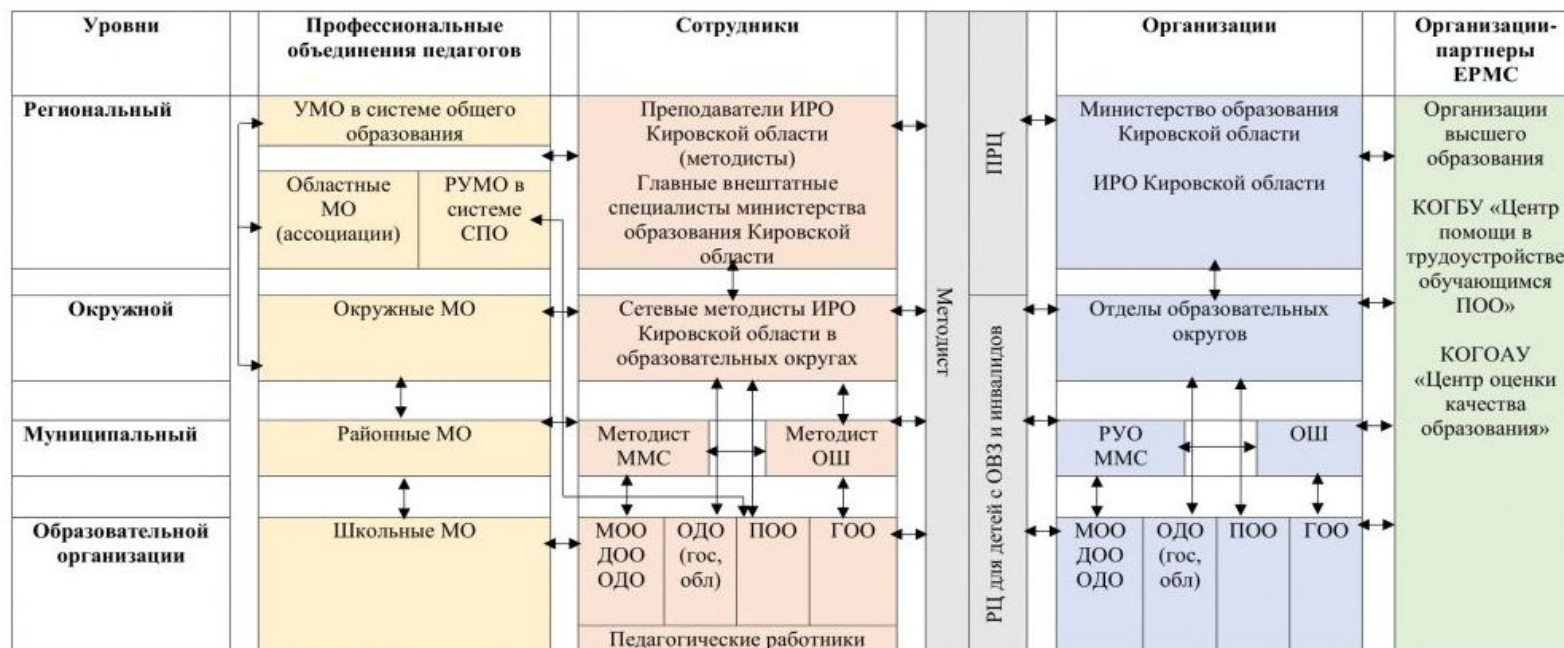 Уровни
Профессиональные
объединения педагогов
Сотрудники
Организации
Организации-
партнеры
ЕРМС
Региональный
УМО в системе общего
образования
Областные
МО
(ассоциации)
РУМО в
системе
СПО
Преподаватели ИРО
Кировской области
(методисты)
Главные внештатные
специалисты министерства
образования Кировской
области
Методист
ПРЦ
РЦ для детей с ОВЗ и инвалидов
Министерство образования
Кировской области
ИРО Кировской области
Организации
высшего
образования
КОГБУ «Центр
помощи в
трудоустройстве
обучающимся
ПОО»
КОГОАУ
«Центр оценки
качества
образования»
Окружной
Окружные МО
Сетевые методисты ИРО
Кировской области в
образовательных округах
Отделы образовательных
округов
Муниципальный
Районные МО
Методист
ММС
Методист
ОШ
РУО
ММС
ОШ
Образовательной
организации
Школьные МО
МОО
ДОО
ОДО
ОДО
(гос,
обл)
ПОО
ГОО
Педагогические работники
МОО
ДОО
ОДО
ОДО
(гос,
обл)
ПОО
ГОО